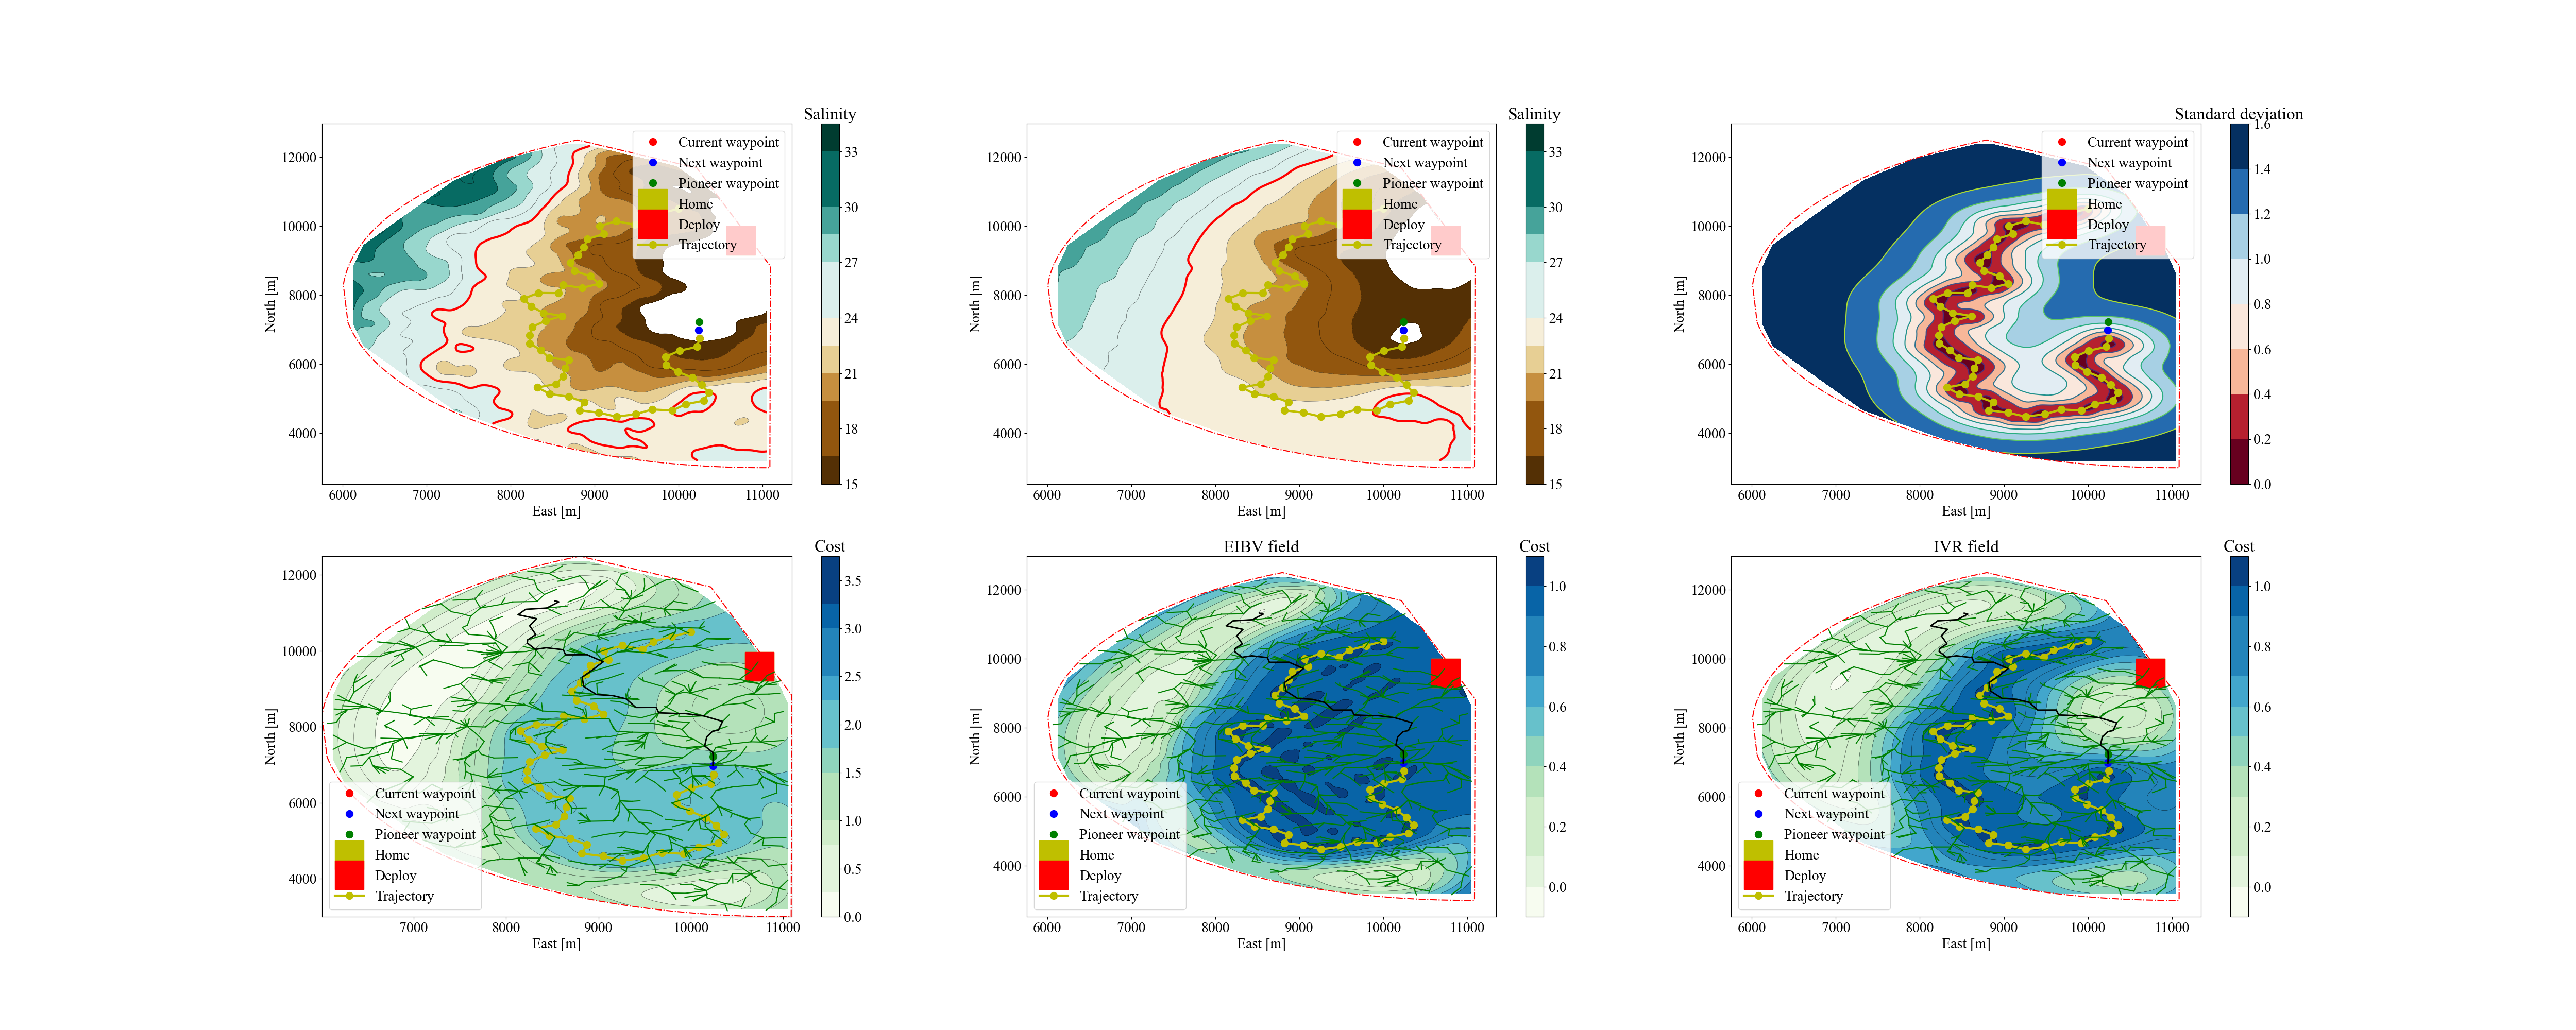 Salinity
Current waypoint
Next waypoint
Pioneer waypoint
Home
Deploy
Trajectory
12000
10000
8000
6000
4000
North [m]
6000 7000 8000 9000 10000 11000
East [m]
33
30
27
24
21
18
15
Salinity
Current waypoint
Next waypoint
Pioneer waypoint
Home
Deploy
Trajectory
12000
10000
8000
6000
4000
North [m]
6000 7000 8000 9000 10000 11000
East [m]
33
30
27
24
21
18
15
Standard deviation
Current waypoint
Next waypoint
Pioneer waypoint
Home
Deploy
Trajectory
12000
10000
8000
6000
4000
North [m]
6000 7000 8000 9000 10000 11000
East [m]
1.6
1.4
1.2
1.0
0.8
0.6
0.4
0.2
0.0
Cost
12000
10000
8000
6000
4000
North [m]
Current waypoint
Next waypoint
Pioneer waypoint
Home
Deploy
Trajectory
7000 8000 9000 10000 11000
East [m]
3.5
3.0
2.5
2.0
1.5
1.0
0.5
0.0
EIBV field
Cost
12000
10000
8000
6000
4000
North [m]
Current waypoint
Next waypoint
Pioneer waypoint
Home
Deploy
Trajectory
6000 7000 8000 9000 10000 11000
East [m]
1.0
0.8
0.6
0.4
0.2
0.0
IVR field
Cost
12000
10000
8000
6000
4000
North [m]
Current waypoint
Next waypoint
Pioneer waypoint
Home
Deploy
Trajectory
6000 7000 8000 9000 10000 11000
East [m]
1.0
0.8
0.6
0.4
0.2
0.0